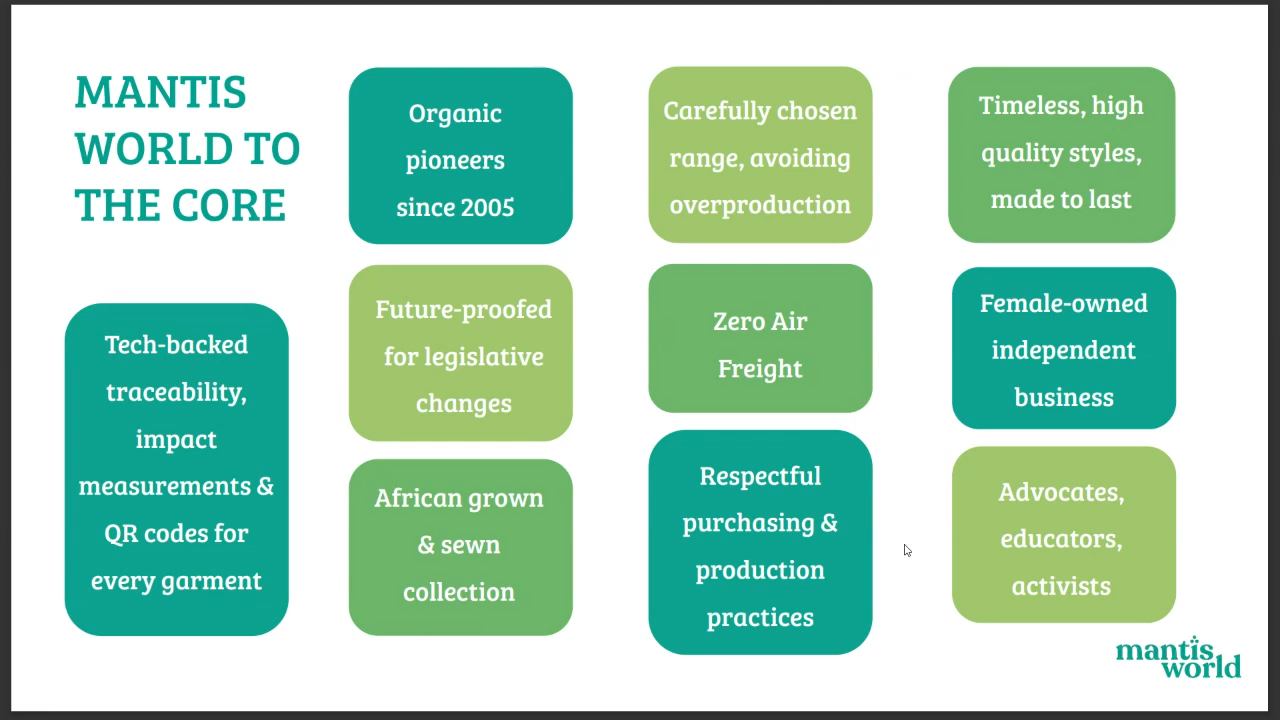 MANTIS
WORLD TO
THE CORE
Tech-backed
traceability,
impact
measurements &
QR codes for
every garment
Organic
pioneers
since 2005
Future-proofed
for legislative
changes
African grown
& sewn
collection
Carefully chosen
range, avoiding
overproduction
Zero Air
Freight
Respectful
purchasing &
production
practices
Timeless, high
quality styles,
made to last
Female-owned
independent
business
Advocates,
educators,
activists
mantis
world